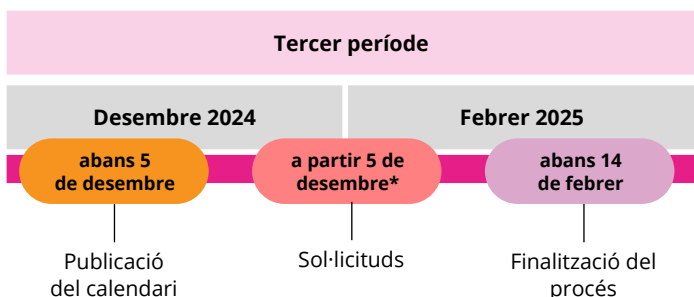 Tercer període
Desembre 2024
Febrer 2025
abans 5
de desembre
a partir 5 de
desembre*
abans 14
de febrer
Publicació
del calendari
Sol·licituds
Finalització del
procés